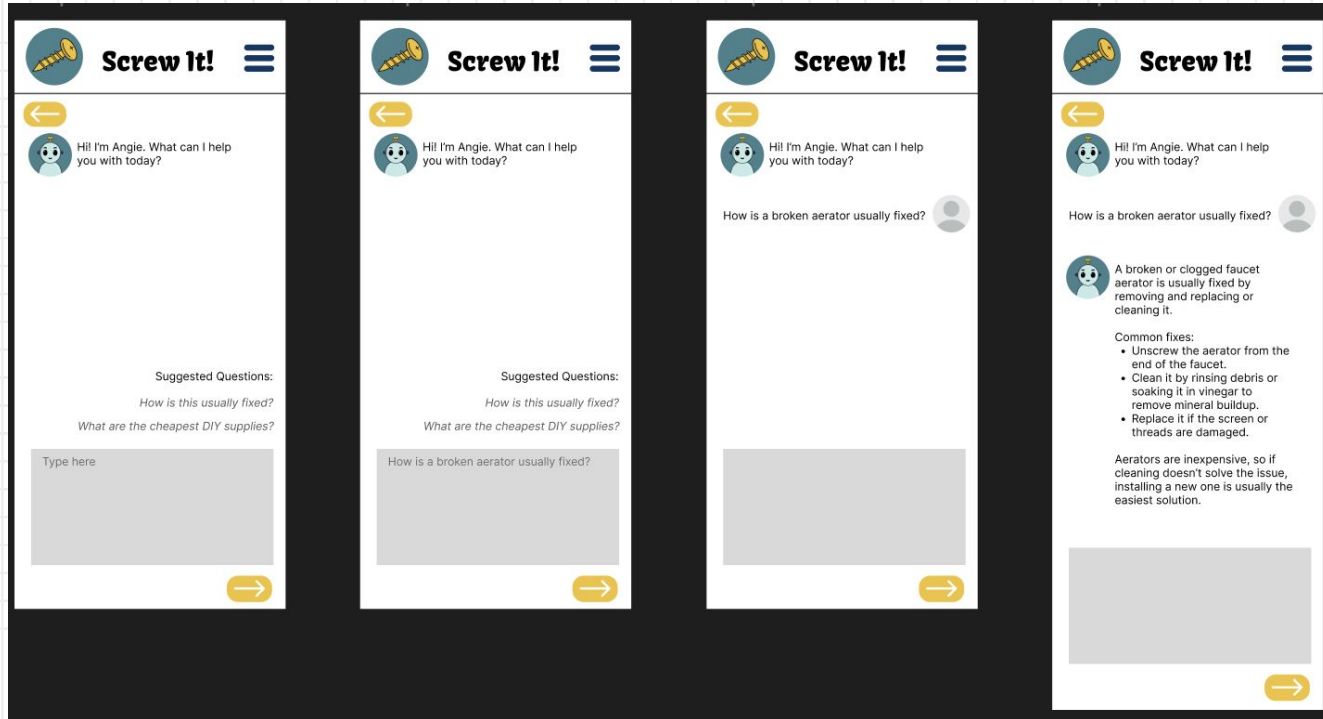 Screw It!
Hi! I'm Angie. What can I help
you with today?
Suggested Questions:
How is this usually fixed?
What are the cheapest DIY supplies?
Type here
Screw It!
Hi! I'm Angie. What can I help
you with today?
Suggested Questions:
How is this usually fixed?
What are the cheapest DIY supplies?
How is a broken aerator usually fixed?
Screw It!
Hi! I'm Angie. What can I help
you with today?
How is a broken aerator usually fixed?
Screw It!
Hi! I'm Angie. What can I help
you with today?
How is a broken aerator usually fixed?
A broken or clogged faucet
aerator is usually fixed by
removing and replacing or
cleaning it.
Common fixes:
• Unscrew the aerator from the
end of the faucet.
• Clean it by rinsing debris or
soaking it in vinegar to
remove mineral buildup.
• Replace it if the screen or
threads are damaged.
Aerators are inexpensive, so if
cleaning doesn't solve the issue,
installing a new one is usually the
easiest solution.